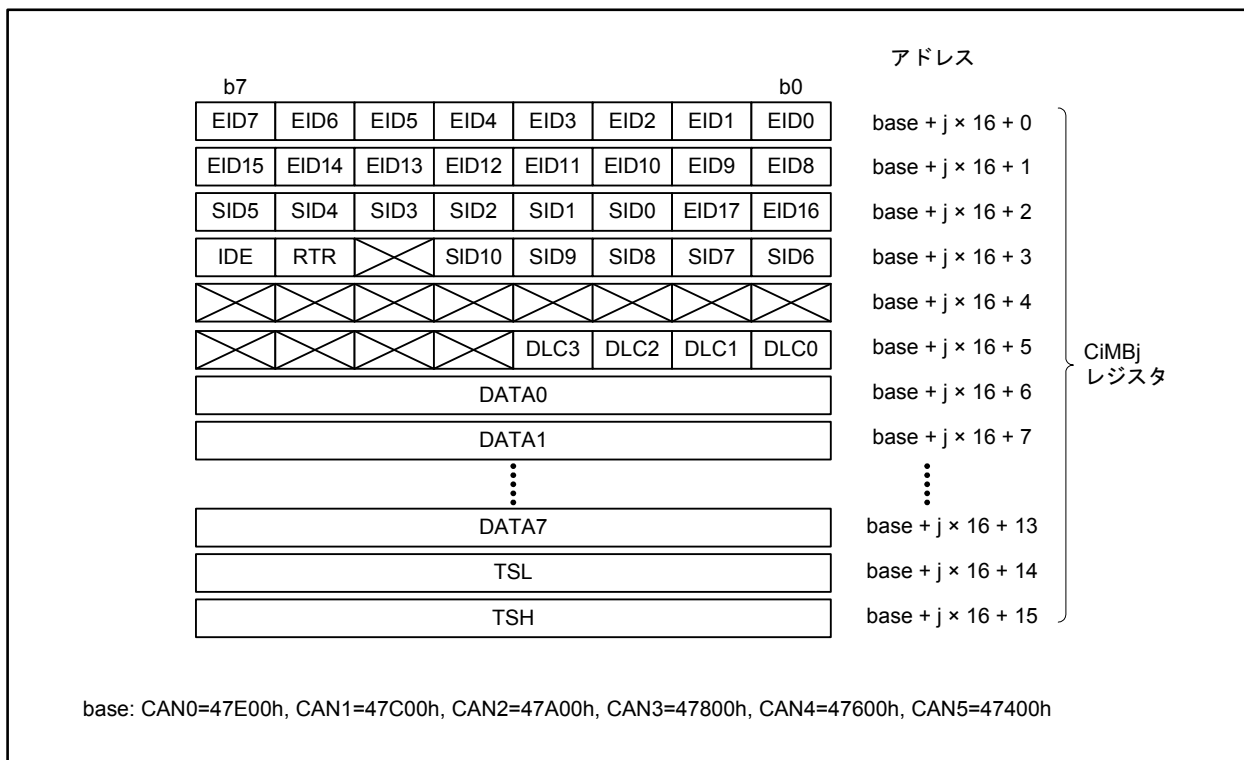 アドレス
b7 b0
EID7 EID6 EID5 EID4 EID3 EID2 EID1 EID0 base + j × 16 + 0
EID15 EID14 EID13 EID12 EID11 EID10 EID9 EID8 base + j × 16 + 1
SID5 SID4 SID3 SID2 SID1 SID0 EID17 EID16 base + j × 16 + 2
IDE RTR SID10 SID9 SID8 SID7 SID6 base + j × 16 + 3
base + j × 16 + 4
DLC3 DLC2 DLC1 DLC0 base + j × 16 + 5
CiMBj
レジスタ
DATA0 base + j × 16 + 6
DATA1 base + j × 16 + 7
DATA7 base + j × 16 + 13
TSL base + j × 16 + 14
TSH base + j × 16 + 15
base: CAN0=47E00h, CAN1=47C00h, CAN2=47A00h, CAN3=47800h, CAN4=47600h, CAN5=47400h